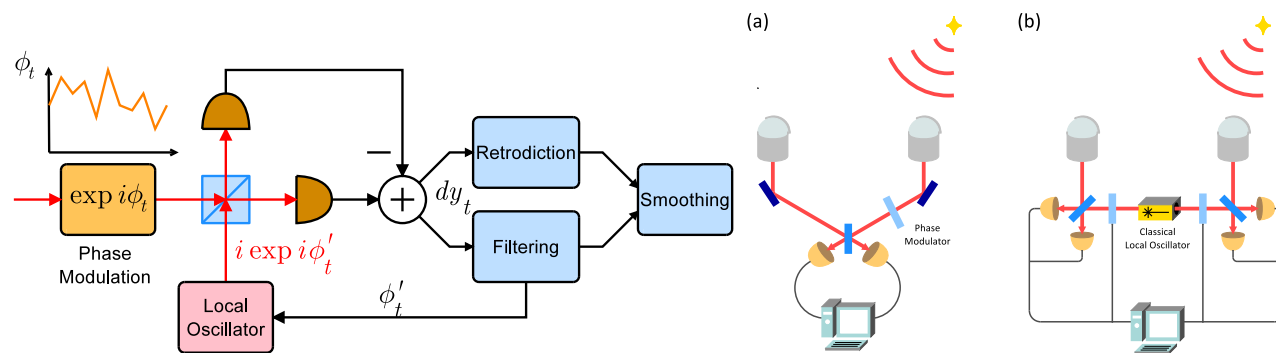 ϕ_t
exp iϕ_t
Phase
Modulation
i exp iϕ′_t
Local
Oscillator
ϕ′_t
−
+
dy_t
Retrodiction
Filtering
Smoothing
(a)
Phase
Modulator
(b)
Classical
Local Oscillator